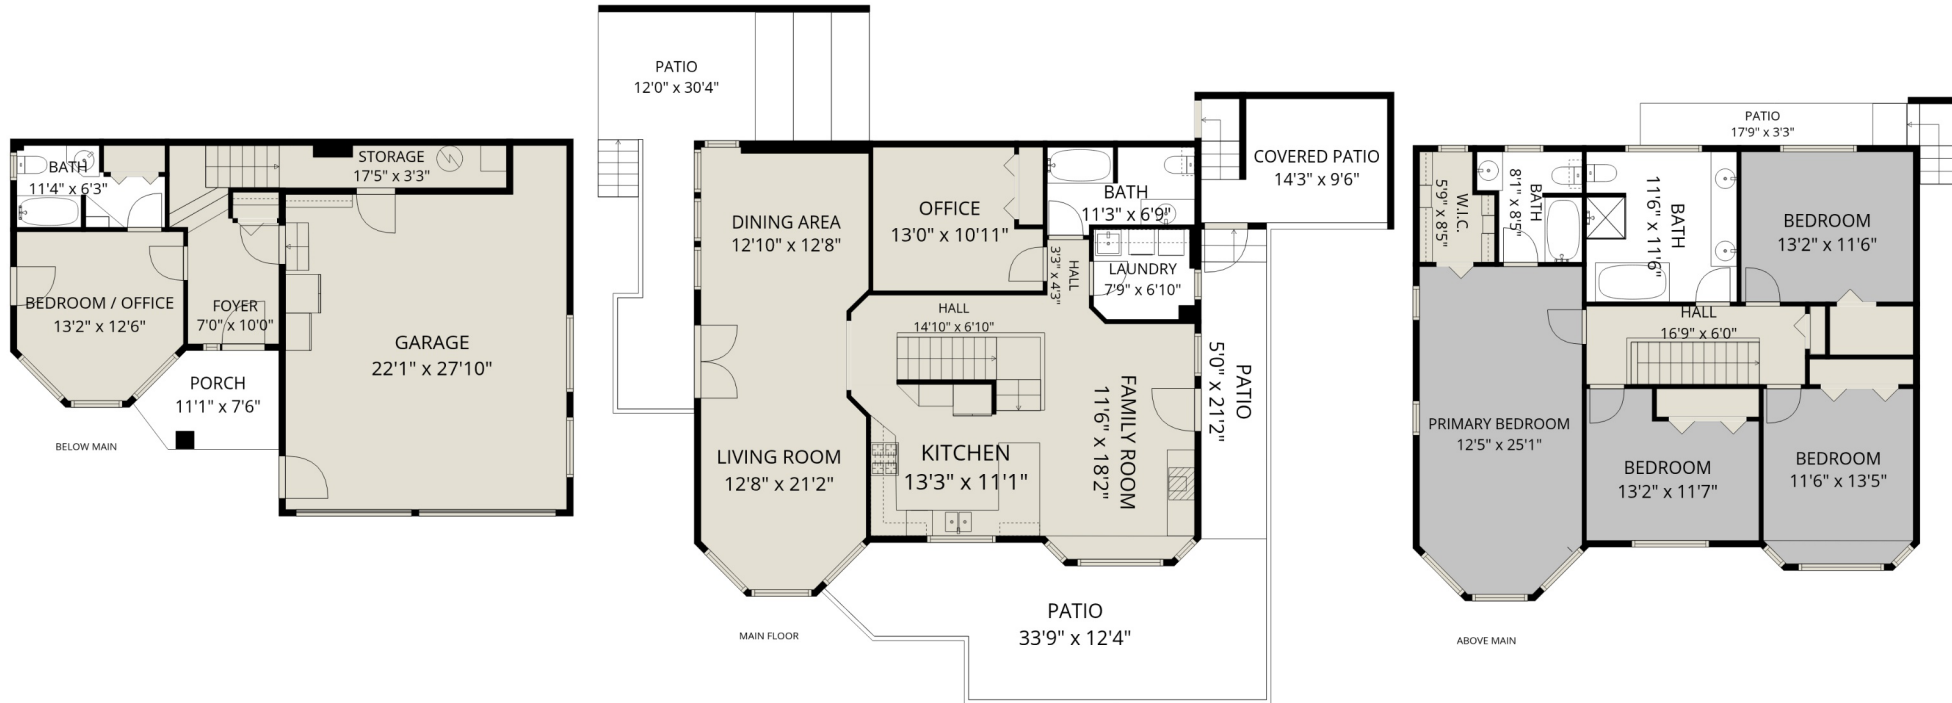 BATH
11'4" x 6'3"
STORAGE
17'5" x 3'3"
BEDROOM / OFFICE
13'2" x 12'6"
FOYER
7'0" x 10'0"
GARAGE
22'1" x 27'10"
PORCH
11'1" x 7'6"
BELOW MAIN
PATIO
12'0" x 30'4"
DINING AREA
12'10" x 12'8"
OFFICE
13'0" x 10'11"
BATH
11'3" x 6'9"
COVERED PATIO
14'3" x 9'6"
HALL
3'3" x 4'3"
LAUNDRY
7'9" x 6'10"
HALL
14'10" x 6'10"
LIVING ROOM
12'8" x 21'2"
KITCHEN
13'3" x 11'1"
FAMILY ROOM
11'6" x 18'2"
PATIO
5'0" x 21'2"
PATIO
33'9" x 12'4"
MAIN FLOOR
PATIO
17'9" x 3'3"
W.I.C.
5'9" x 8'5"
BATH
8'1" x 8'5"
BATH
11'6" x 11'6"
BEDROOM
13'2" x 11'6"
HALL
16'9" x 6'0"
PRIMARY BEDROOM
12'5" x 25'1"
BEDROOM
13'2" x 11'7"
BEDROOM
11'6" x 13'5"
ABOVE MAIN